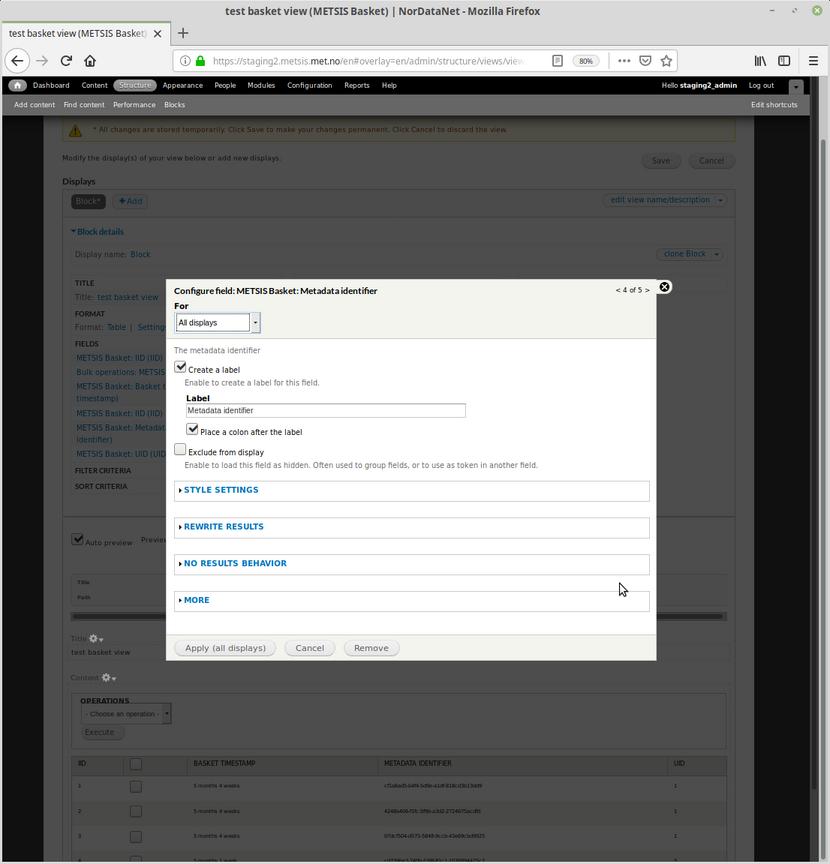 test basket view (METSIS Basket) | NorDataNet - Mozilla Firefox
test basket view (METSIS Basket)
https://staging2.metsis.met.no/en#overlay=en/admin/structure/views/view
80%
Dashboard Content Structure Appearance People Modules Configuration Reports Help Hello staging2_admin Log out
Add content Find content Performance Blocks Edit shortcuts
* All changes are stored temporarily. Click Save to make your changes permanent. Click Cancel to discard the view.
Modify the display(s) of your view below or add new displays.
Save Cancel
Displays
Block* +Add edit view name/description
Block details
Display name: Block clone Block
TITLE
Title: test basket view
FORMAT
Format: Table | Settings
FIELDS
METSIS Basket: IID (IID)
Bulk operations: METSIS
METSIS Basket: Basket t
timestamp)
METSIS Basket: IID (IID)
METSIS Basket: Metadat
identifier)
METSIS Basket: UID (UID
FILTER CRITERIA
SORT CRITERIA
Configure field: METSIS Basket: Metadata identifier < 4 of 5 >
For
All displays
The metadata identifier
Create a label
Enable to create a label for this field.
Label
Metadata identifier
Place a colon after the label
Exclude from display
Enable to load this field as hidden. Often used to group fields, or to use as token in another field.
STYLE SETTINGS
REWRITE RESULTS
NO RESULTS BEHAVIOR
MORE
Apply (all displays) Cancel Remove
Auto preview Preview
Title
Path
Title
test basket view
Content
OPERATIONS
- Choose an operation -
Execute
IID BASKET TIMESTAMP METADATA IDENTIFIER UID
1 5 months 4 weeks 1
2 5 months 4 weeks 1
3 5 months 4 weeks 1